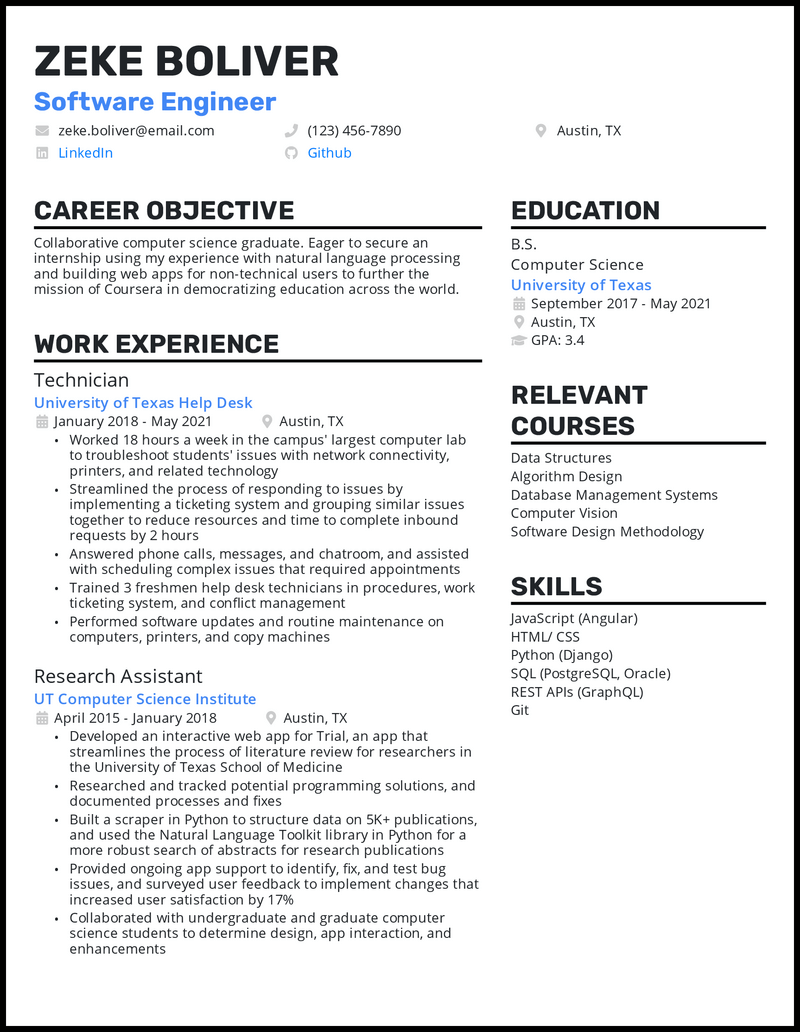 ZEKE BOLIVER
Software Engineer
zeke.boliver@email.com
(123) 456-7890
Austin, TX
LinkedIn
Github
CAREER OBJECTIVE
Collaborative computer science graduate. Eager to secure an
internship using my experience with natural language processing
and building web apps for non-technical users to further the
mission of Coursera in democratizing education across the world.
WORK EXPERIENCE
Technician
University of Texas Help Desk
January 2018 - May 2021
Austin, TX
• Worked 18 hours a week in the campus' largest computer lab
to troubleshoot students' issues with network connectivity,
printers, and related technology
• Streamlined the process of responding to issues by
implementing a ticketing system and grouping similar issues
together to reduce resources and time to complete inbound
requests by 2 hours
• Answered phone calls, messages, and chatroom, and assisted
with scheduling complex issues that required appointments
• Trained 3 freshmen help desk technicians in procedures, work
ticketing system, and conflict management
• Performed software updates and routine maintenance on
computers, printers, and copy machines
Research Assistant
UT Computer Science Institute
April 2015 - January 2018
Austin, TX
• Developed an interactive web app for Trial, an app that
streamlines the process of literature review for researchers in
the University of Texas School of Medicine
• Researched and tracked potential programming solutions, and
documented processes and fixes
• Built a scraper in Python to structure data on 5K+ publications,
and used the Natural Language Toolkit library in Python for a
more robust search of abstracts for research publications
• Provided ongoing app support to identify, fix, and test bug
issues, and surveyed user feedback to implement changes that
increased user satisfaction by 17%
• Collaborated with undergraduate and graduate computer
science students to determine design, app interaction, and
enhancements
EDUCATION
B.S.
Computer Science
University of Texas
September 2017 - May 2021
Austin, TX
GPA: 3.4
RELEVANT
COURSES
Data Structures
Algorithm Design
Database Management Systems
Computer Vision
Software Design Methodology
SKILLS
JavaScript (Angular)
HTML/ CSS
Python (Django)
SQL (PostgreSQL, Oracle)
REST APIs (GraphQL)
Git